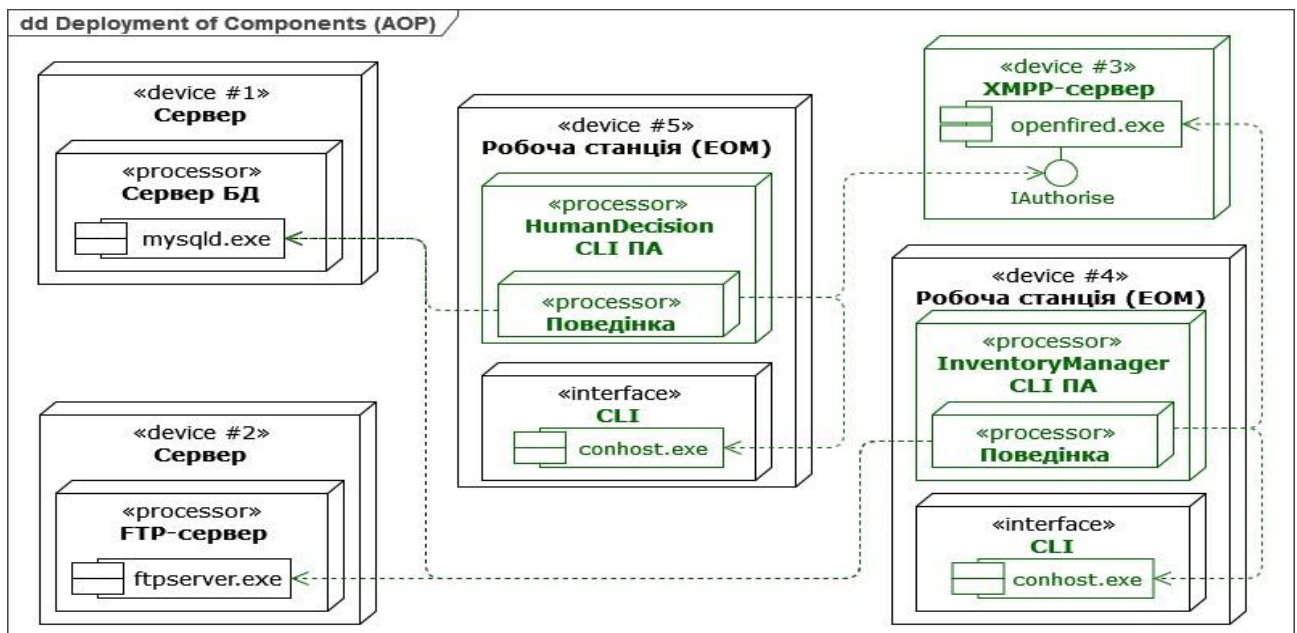 dd Deployment of Components (AOP)
«device #1»
Сервер
«processor»
Сервер БД
mysqld.exe
«device #2»
Сервер
«processor»
FTP-сервер
ftpserver.exe
«device #5»
Робоча станція (ЕОМ)
«processor»
HumanDecision
CLI ПА
«processor»
Поведінка
«interface»
CLI
conhost.exe
«device #3»
XMPP-сервер
openfired.exe
IAuthorise
«device #4»
Робоча станція (ЕОМ)
«processor»
InventoryManager
CLI ПА
«processor»
Поведінка
«interface»
CLI
conhost.exe